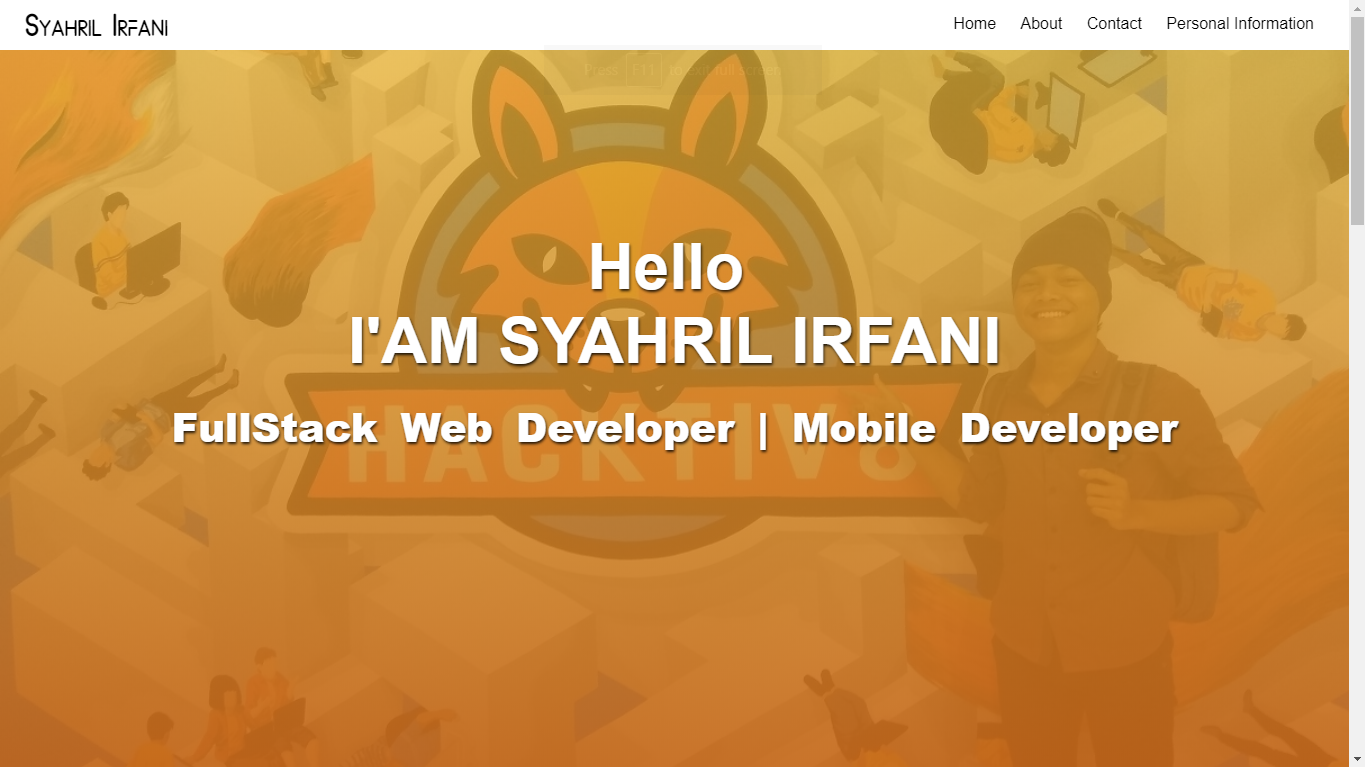 Syahril Irfani
Home About Contact Personal Information
Press F11 to exit full screen
Hello
I'AM SYAHRIL IRFANI
FullStack Web Developer | Mobile Developer
HACKTIV8